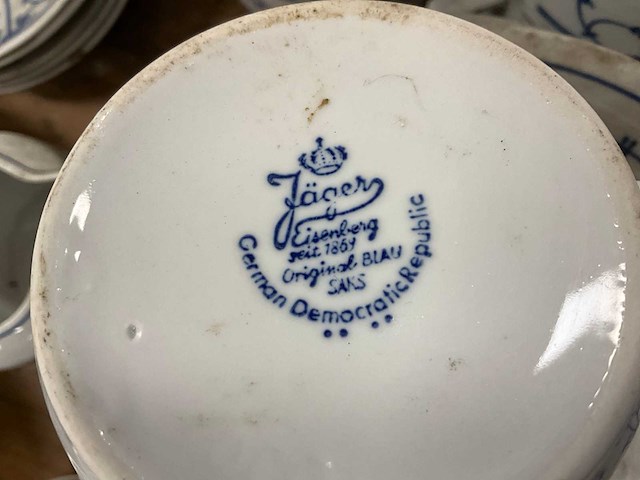 Jäger
Eisenberg
seit 1869
Original BLAU
SAKS
German Democratic Republic